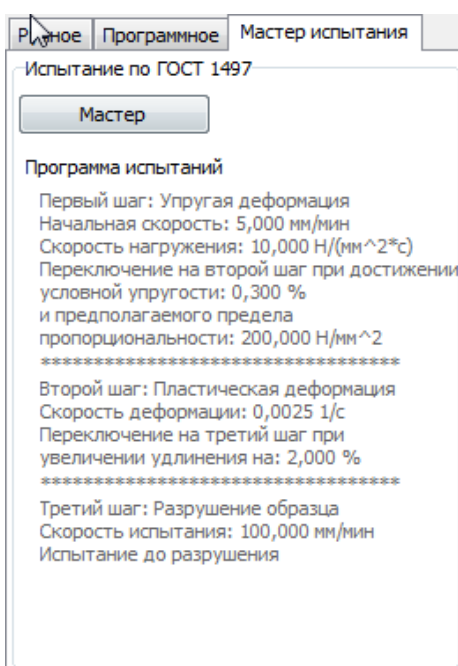 Программное
Мастер испытания
Испытание по ГОСТ 1497
Мастер
Программа испытаний
Первый шаг: Упругая деформация
Начальная скорость: 5,000 мм/мин
Скорость нагружения: 10,000 Н/(мм^2*с)
Переключение на второй шаг при достижении
условной упругости: 0,300 %
и предполагаемого предела
пропорциональности: 200,000 Н/мм^2
**********************************
Второй шаг: Пластическая деформация
Скорость деформации: 0,0025 1/с
Переключение на третий шаг при
увеличении удлинения на: 2,000 %
**********************************
Третий шаг: Разрушение образца
Скорость испытания: 100,000 мм/мин
Испытание до разрушения